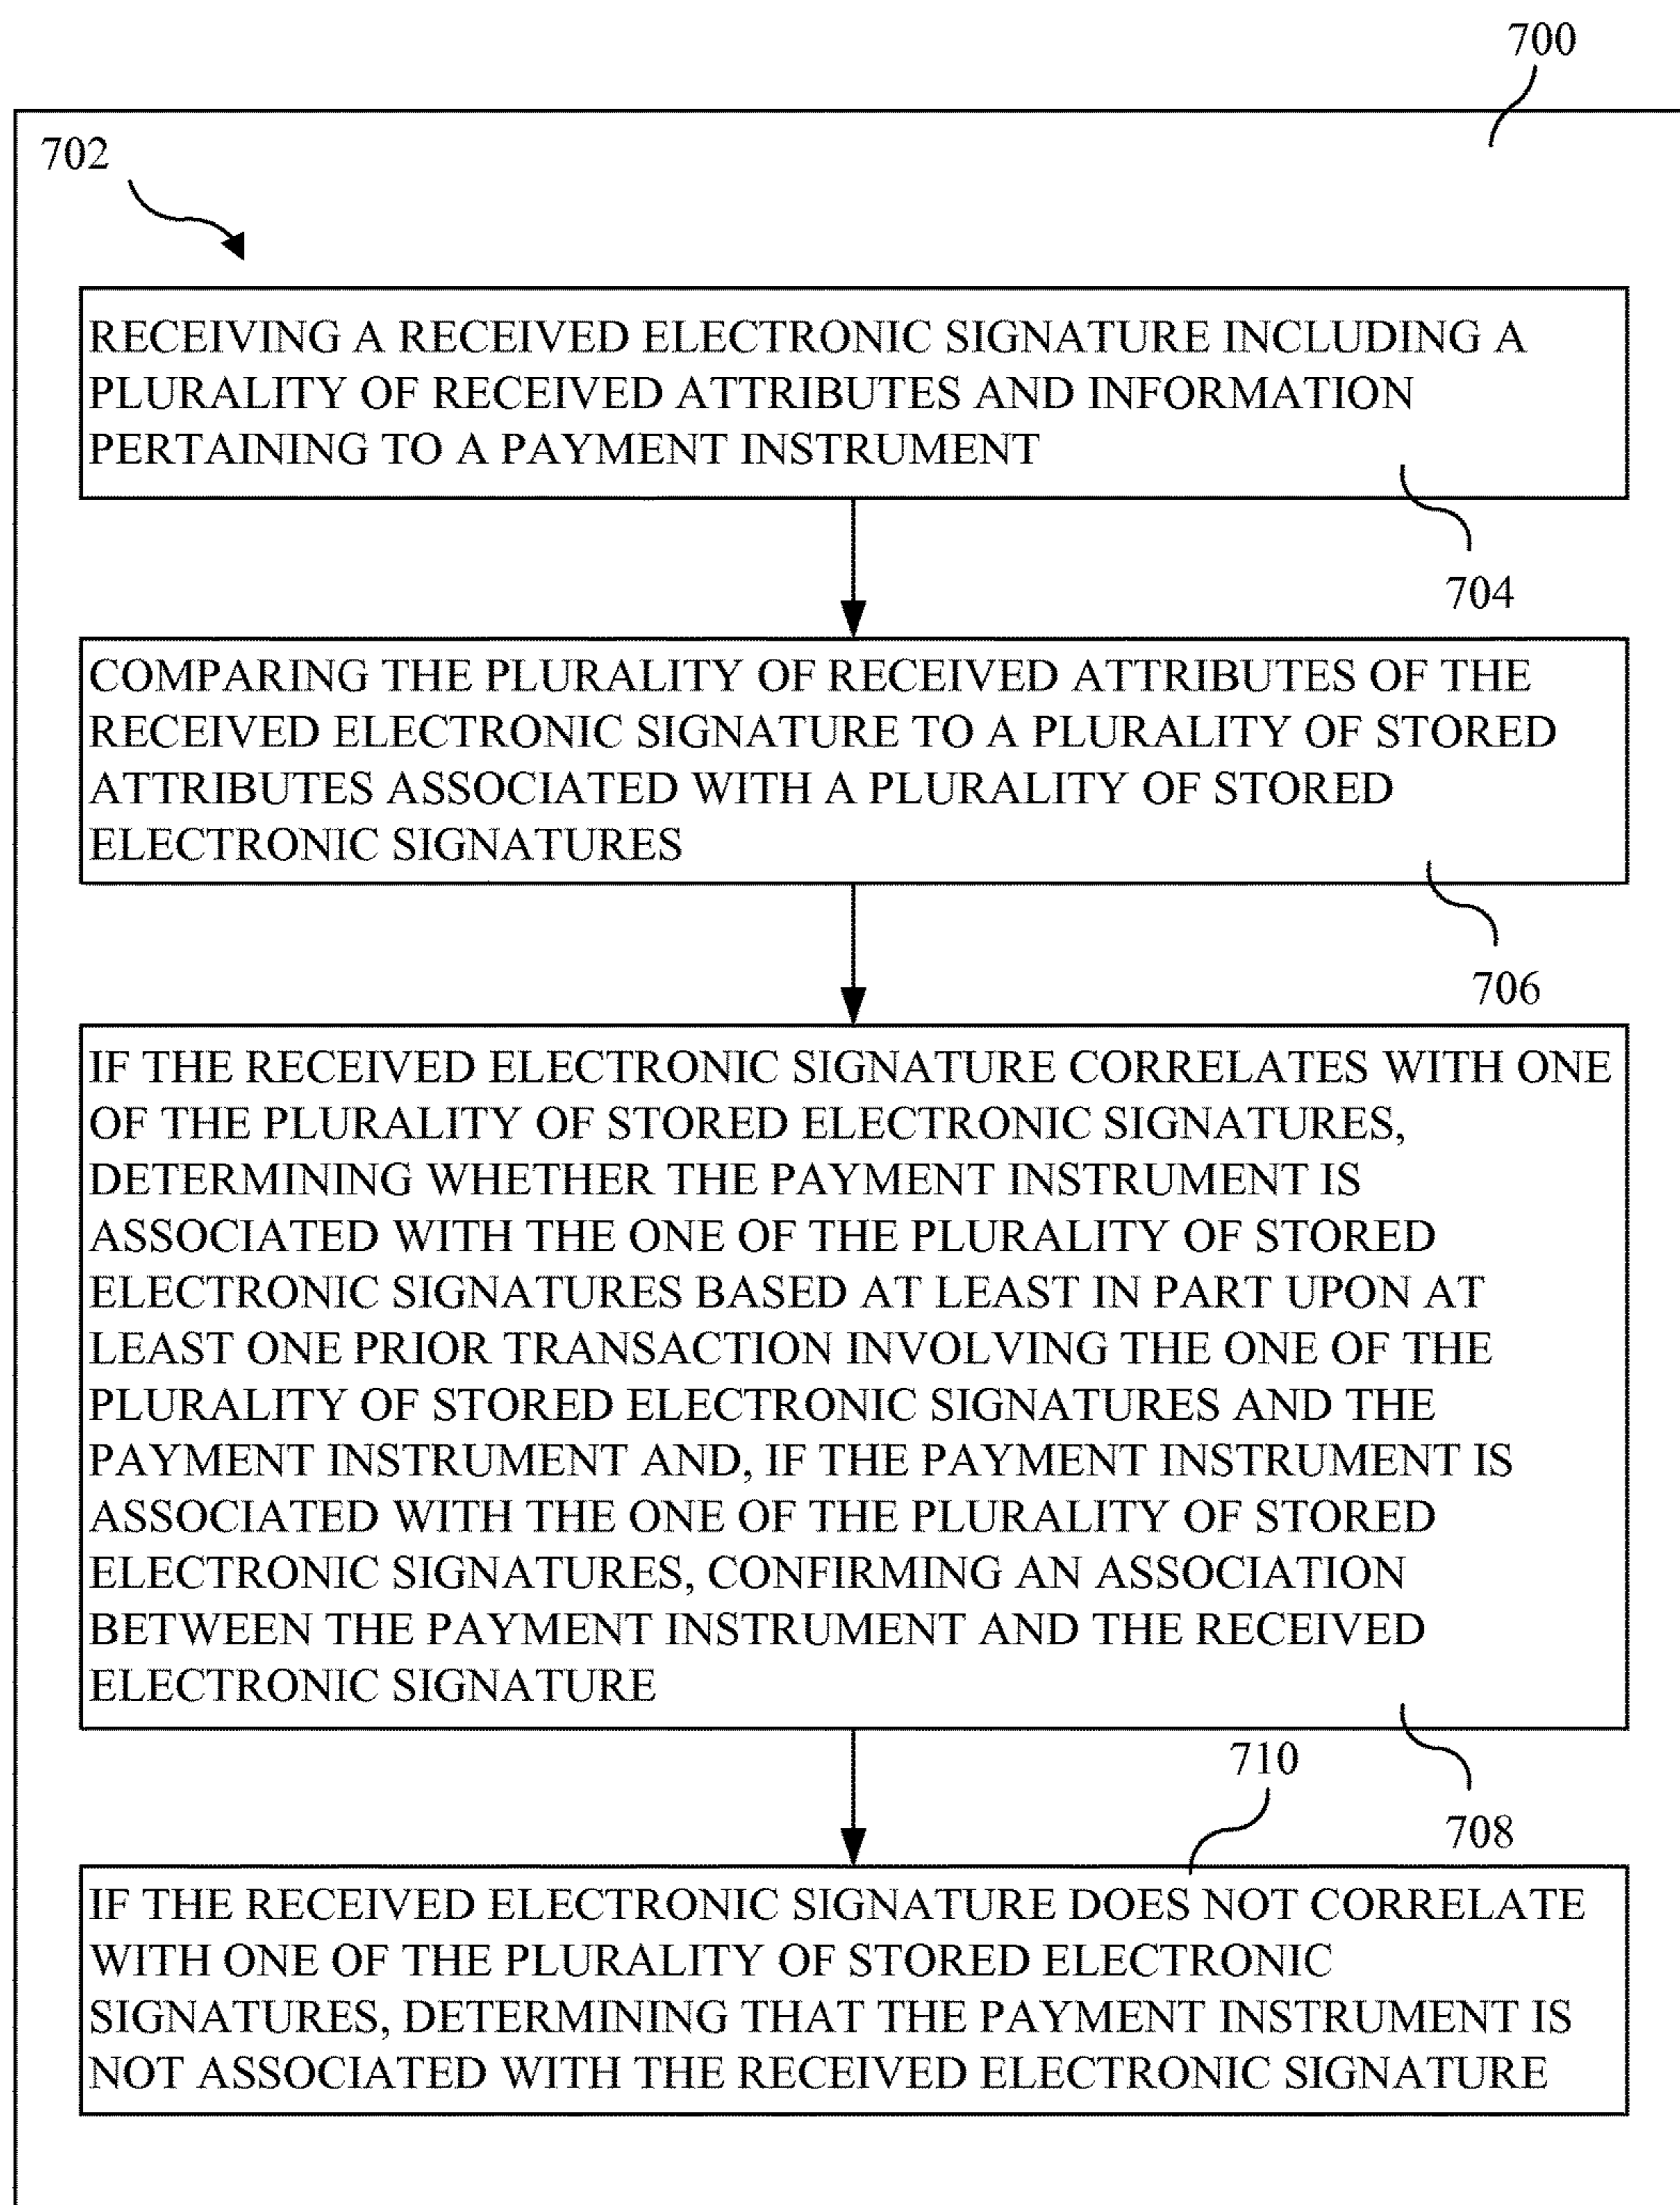 700
702
RECEIVING A RECEIVED ELECTRONIC SIGNATURE INCLUDING A
PLURALITY OF RECEIVED ATTRIBUTES AND INFORMATION
PERTAINING TO A PAYMENT INSTRUMENT
704
COMPARING THE PLURALITY OF RECEIVED ATTRIBUTES OF THE
RECEIVED ELECTRONIC SIGNATURE TO A PLURALITY OF STORED
ATTRIBUTES ASSOCIATED WITH A PLURALITY OF STORED
ELECTRONIC SIGNATURES
706
IF THE RECEIVED ELECTRONIC SIGNATURE CORRELATES WITH ONE
OF THE PLURALITY OF STORED ELECTRONIC SIGNATURES,
DETERMINING WHETHER THE PAYMENT INSTRUMENT IS
ASSOCIATED WITH THE ONE OF THE PLURALITY OF STORED
ELECTRONIC SIGNATURES BASED AT LEAST IN PART UPON AT
LEAST ONE PRIOR TRANSACTION INVOLVING THE ONE OF THE
PLURALITY OF STORED ELECTRONIC SIGNATURES AND THE
PAYMENT INSTRUMENT AND, IF THE PAYMENT INSTRUMENT IS
ASSOCIATED WITH THE ONE OF THE PLURALITY OF STORED
ELECTRONIC SIGNATURES, CONFIRMING AN ASSOCIATION
BETWEEN THE PAYMENT INSTRUMENT AND THE RECEIVED
ELECTRONIC SIGNATURE
710
708
IF THE RECEIVED ELECTRONIC SIGNATURE DOES NOT CORRELATE
WITH ONE OF THE PLURALITY OF STORED ELECTRONIC
SIGNATURES, DETERMINING THAT THE PAYMENT INSTRUMENT IS
NOT ASSOCIATED WITH THE RECEIVED ELECTRONIC SIGNATURE